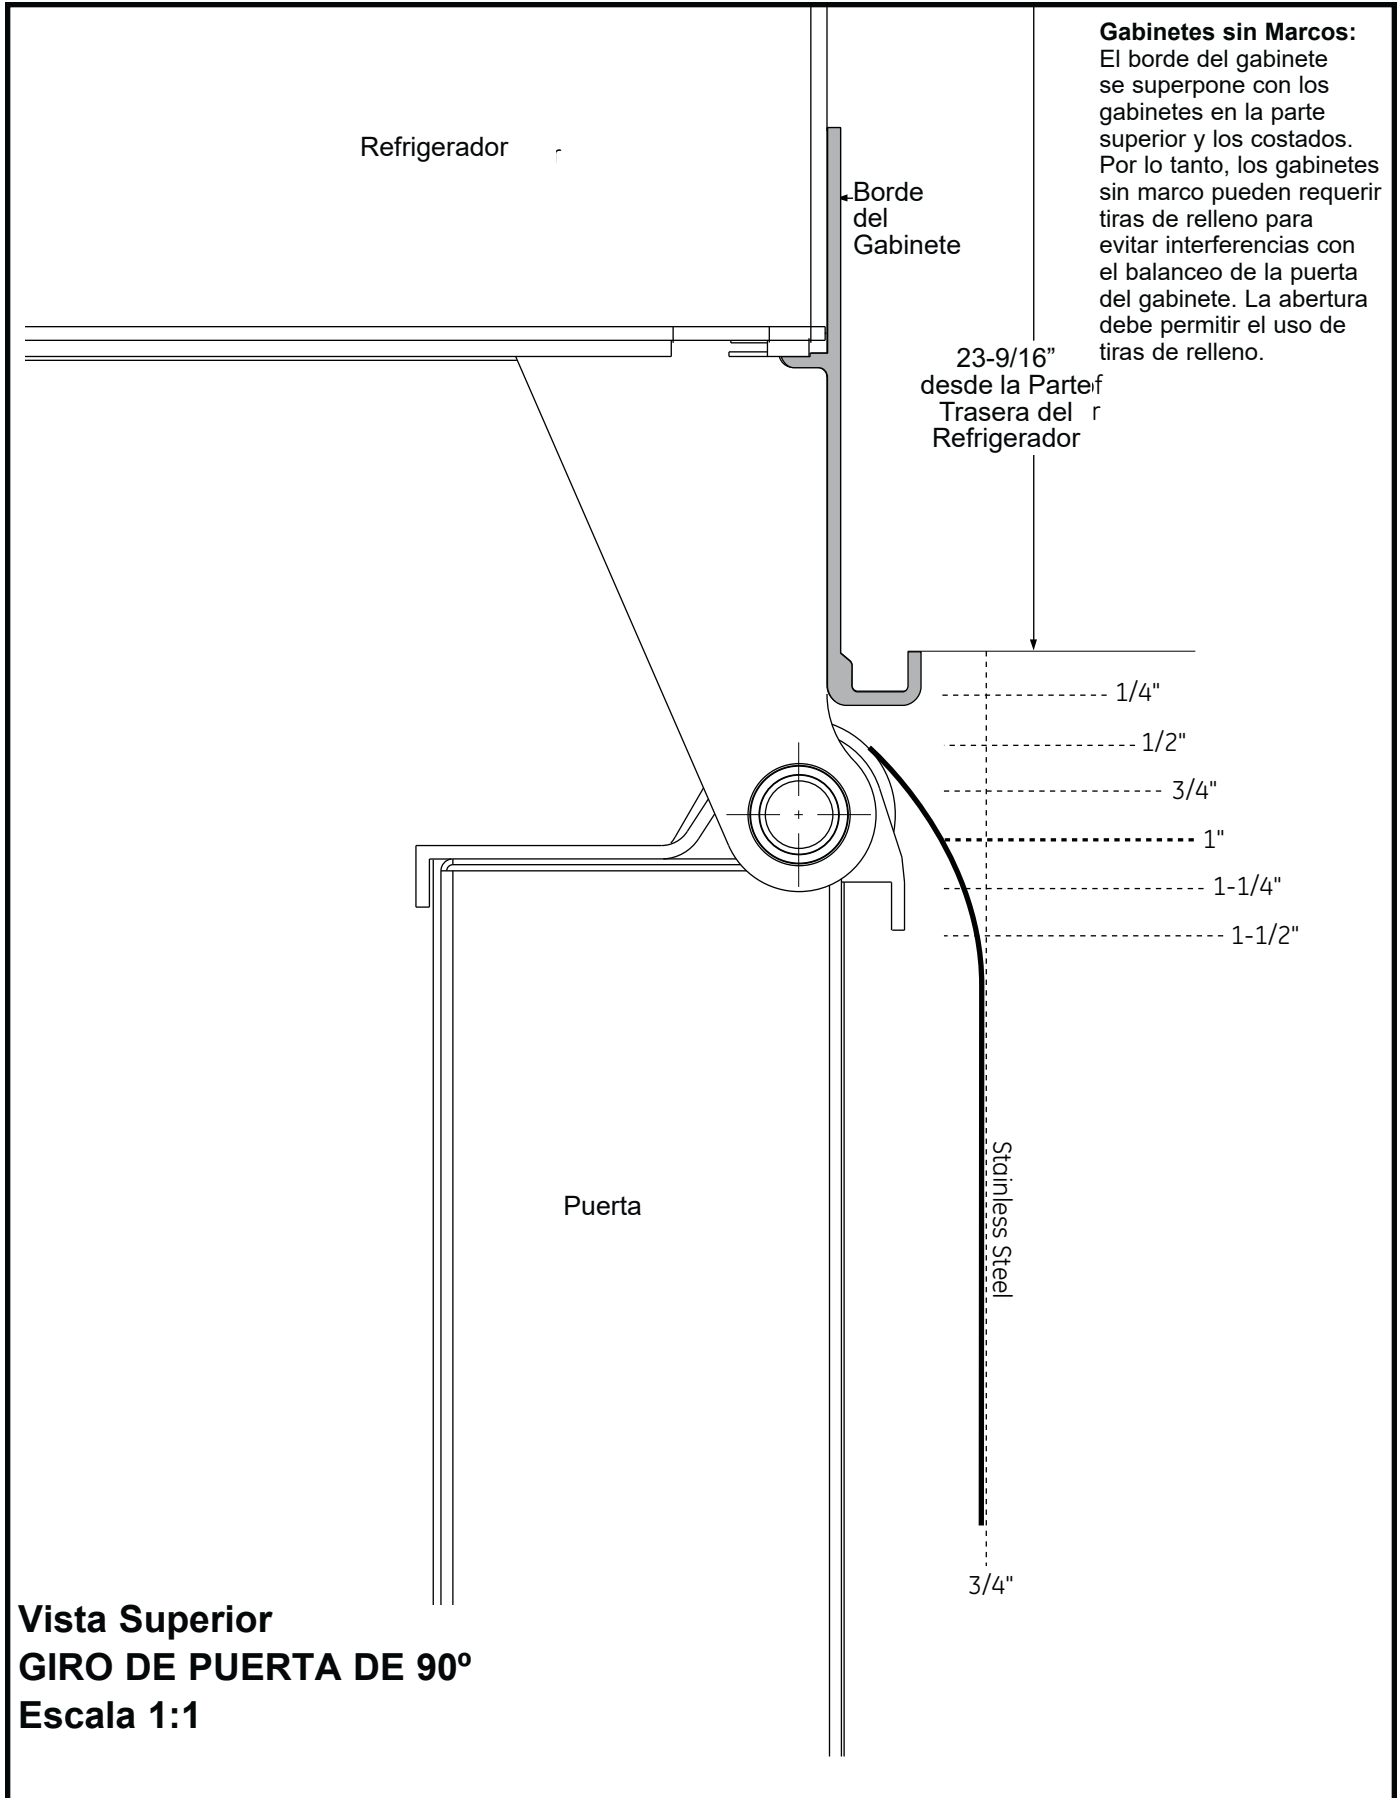 Gabinetes sin Marcos:
El borde del gabinete
se superpone con los
gabinetes en la parte
superior y los costados.
Por lo tanto, los gabinetes
sin marco pueden requerir
tiras de relleno para
evitar interferencias con
el balanceo de la puerta
del gabinete. La abertura
debe permitir el uso de
tiras de relleno.
Refrigerador
Borde
del
Gabinete
23-9/16”
desde la Parte
Trasera del
Refrigerador
1/4"
1/2"
3/4"
1"
1-1/4"
1-1/2"
Stainless Steel
Puerta
3/4"
Vista Superior
GIRO DE PUERTA DE 90º
Escala 1:1